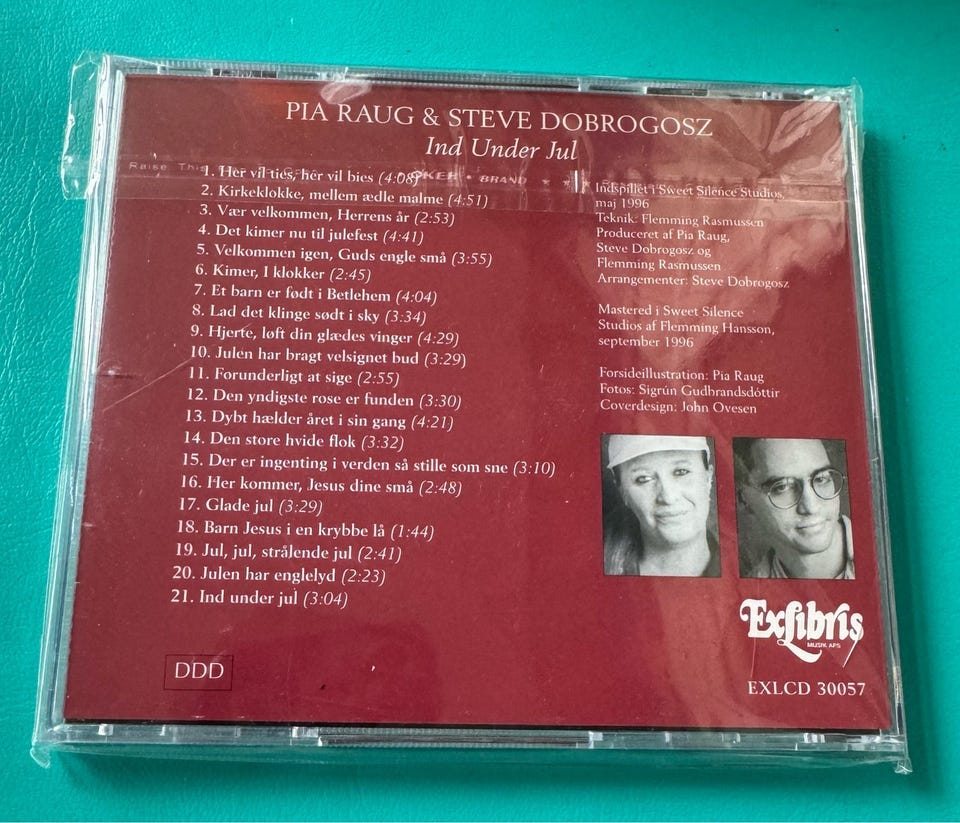 PIA RAUG & STEVE DOBROGOSZ
Ind Under Jul
Raise This
OKER • BRAND
1. Her vil ties, her vil bies (4:08)
2. Kirkeklokke, mellem ædle malme (4:51)
3. Vær velkommen, Herrens år (2:53)
4. Det kimer nu til julefest (4:41)
5. Velkommen igen, Guds engle små (3:55)
6. Kimer, I klokker (2:45)
7. Et barn er født i Betlehem (4:04)
8. Lad det klinge sødt i sky (3:34)
9. Hjerte, løft din glædes vinger (4:29)
10. Julen har bragt velsignet bud (3:29)
11. Forunderligt at sige (2:55)
12. Den yndigste rose er funden (3:30)
13. Dybt hælder året i sin gang (4:21)
14. Den store hvide flok (3:32)
15. Der er ingenting i verden så stille som sne (3:10)
16. Her kommer, Jesus dine små (2:48)
17. Glade jul (3:29)
18. Barn Jesus i en krybbe lå (1:44)
19. Jul, jul, strålende jul (2:41)
20. Julen har englelyd (2:23)
21. Ind under jul (3:04)
Indspillet i Sweet Silence Studios,
maj 1996
Teknik: Flemming Rasmussen
Produceret af Pia Raug,
Steve Dobrogosz og
Flemming Rasmussen
Arrangementer: Steve Dobrogosz
Mastered i Sweet Silence
Studios af Flemming Hansson,
september 1996
Forsideillustration: Pia Raug
Fotos: Sigrún Gudbrandsdóttir
Coverdesign: John Ovesen
ExLibris
MUSIK APS
DDD
EXLCD 30057